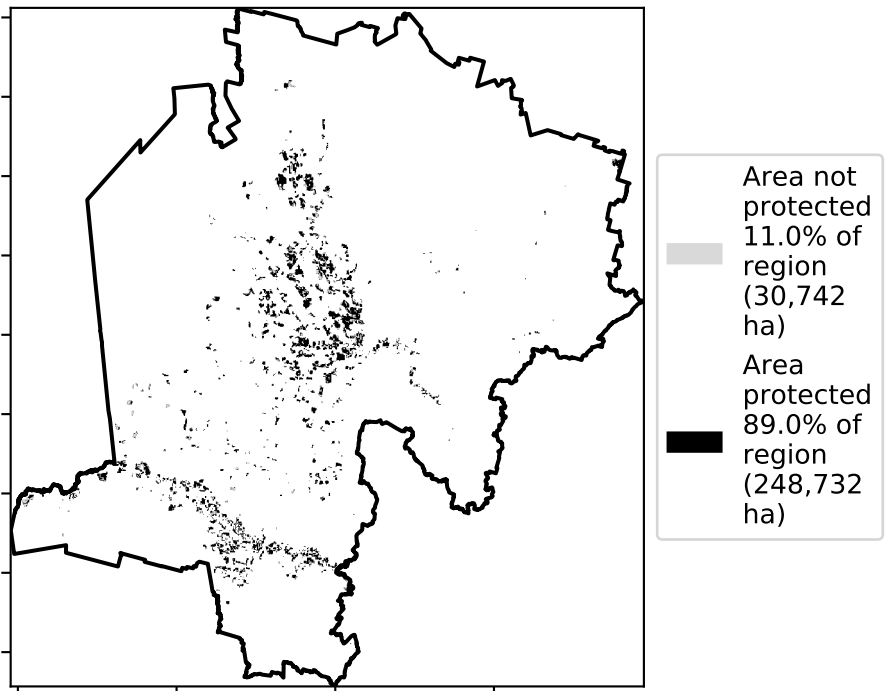 Area not
protected
11.0% of
region
(30,742
ha)
Area
protected
89.0% of
region
(248,732
ha)